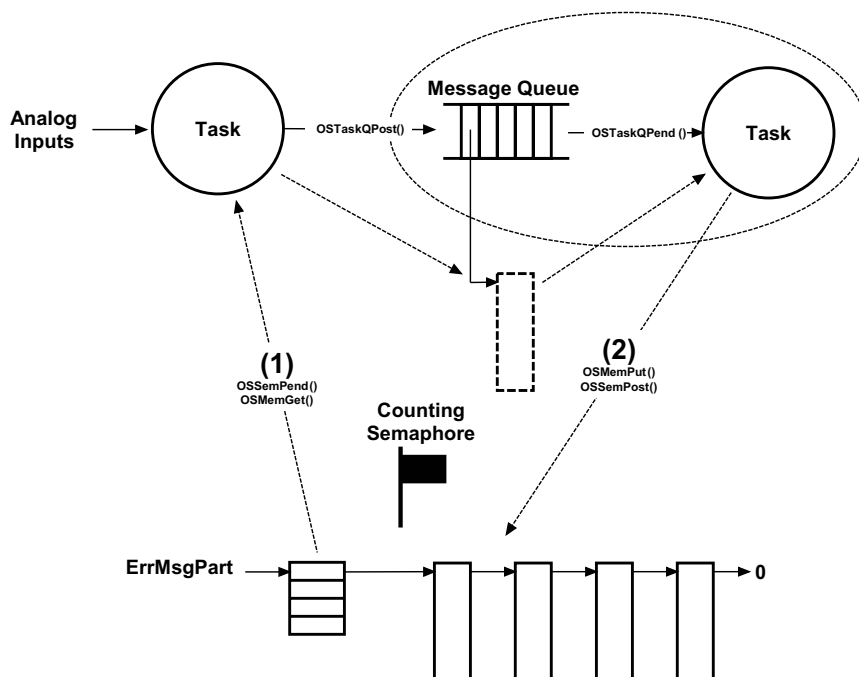 Message Queue
Analog
Inputs
Task
OSTaskQPost()
OSTaskQPend ()
Task
(1)
OSSemPend()
OSMemGet()
(2)
OSMemPut()
OSSemPost()
Counting
Semaphore
ErrMsgPart
0